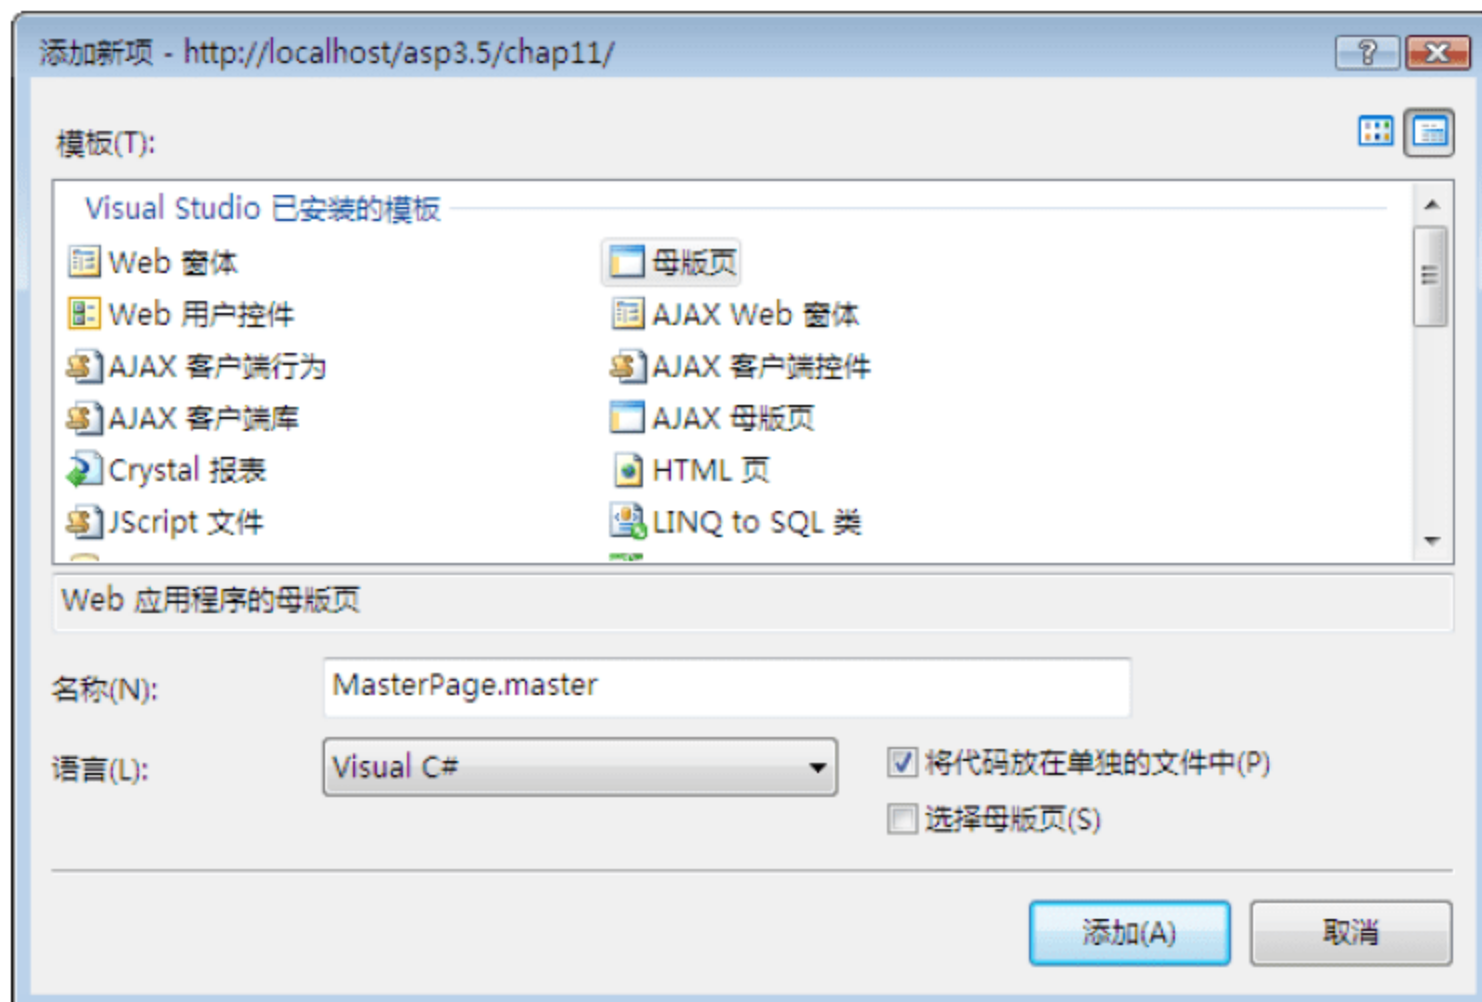 添加新项 - http://localhost/asp3.5/chap11/
模板(T):
Visual Studio 已安装的模板
Web 窗体 母版页
Web 用户控件 AJAX Web 窗体
AJAX 客户端行为 AJAX 客户端控件
AJAX 客户端库 AJAX 母版页
Crystal 报表 HTML 页
JScript 文件 LINQ to SQL 类
Web 应用程序的母版页
名称(N): MasterPage.master
语言(L): Visual C# 将代码放在单独的文件中(P)
选择母版页(S)
添加(A) 取消